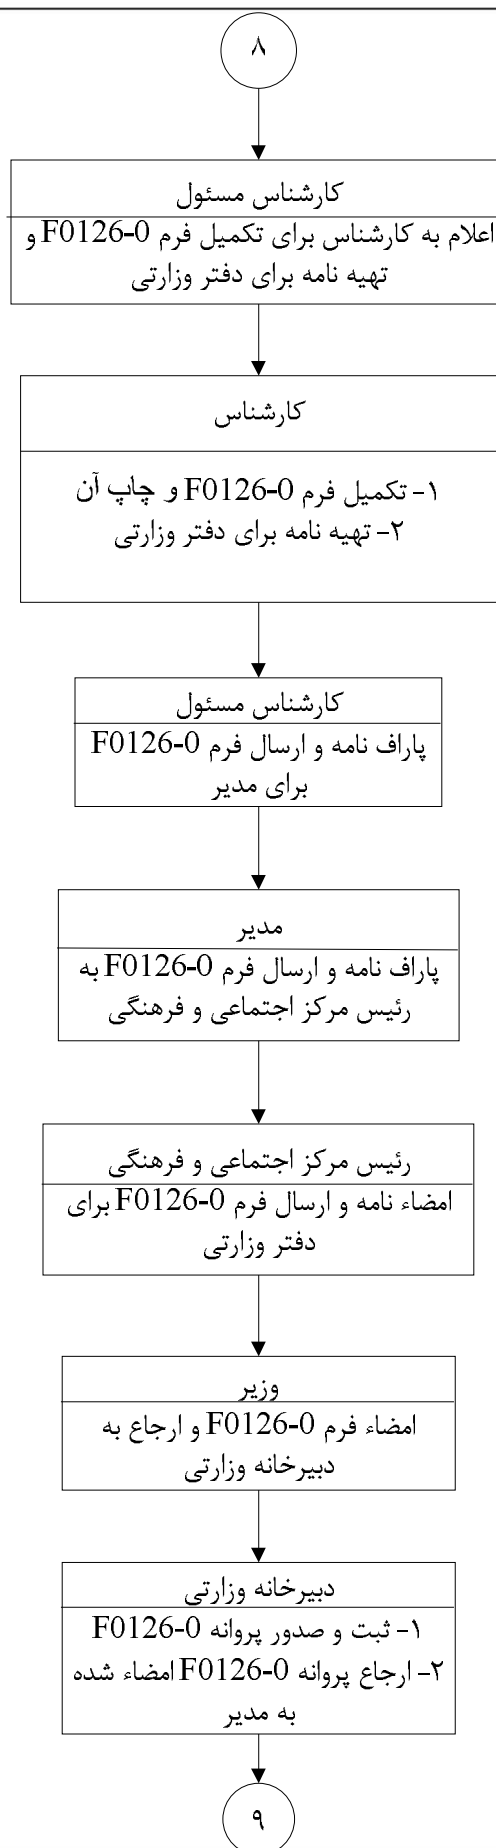 ۸
کارشناس مسئول
اعلام به کارشناس برای تکمیل فرم F0126-0 و
تهیه نامه برای دفتر وزارتی
کارشناس
۱- تکمیل فرم F0126-0 و چاپ آن
۲- تهیه نامه برای دفتر وزارتی
کارشناس مسئول
پاراف نامه و ارسال فرم F0126-0
برای مدیر
مدیر
پاراف نامه و ارسال فرم F0126-0 به
رئیس مرکز اجتماعی و فرهنگی
رئیس مرکز اجتماعی و فرهنگی
امضاء نامه و ارسال فرم F0126-0 برای
دفتر وزارتی
وزیر
امضاء فرم F0126-0 و ارجاع به
دبیرخانه وزارتی
دبیرخانه وزارتی
۱- ثبت و صدور پروانه F0126-0
۲- ارجاع پروانه F0126-0 امضاء شده
به مدیر
۹